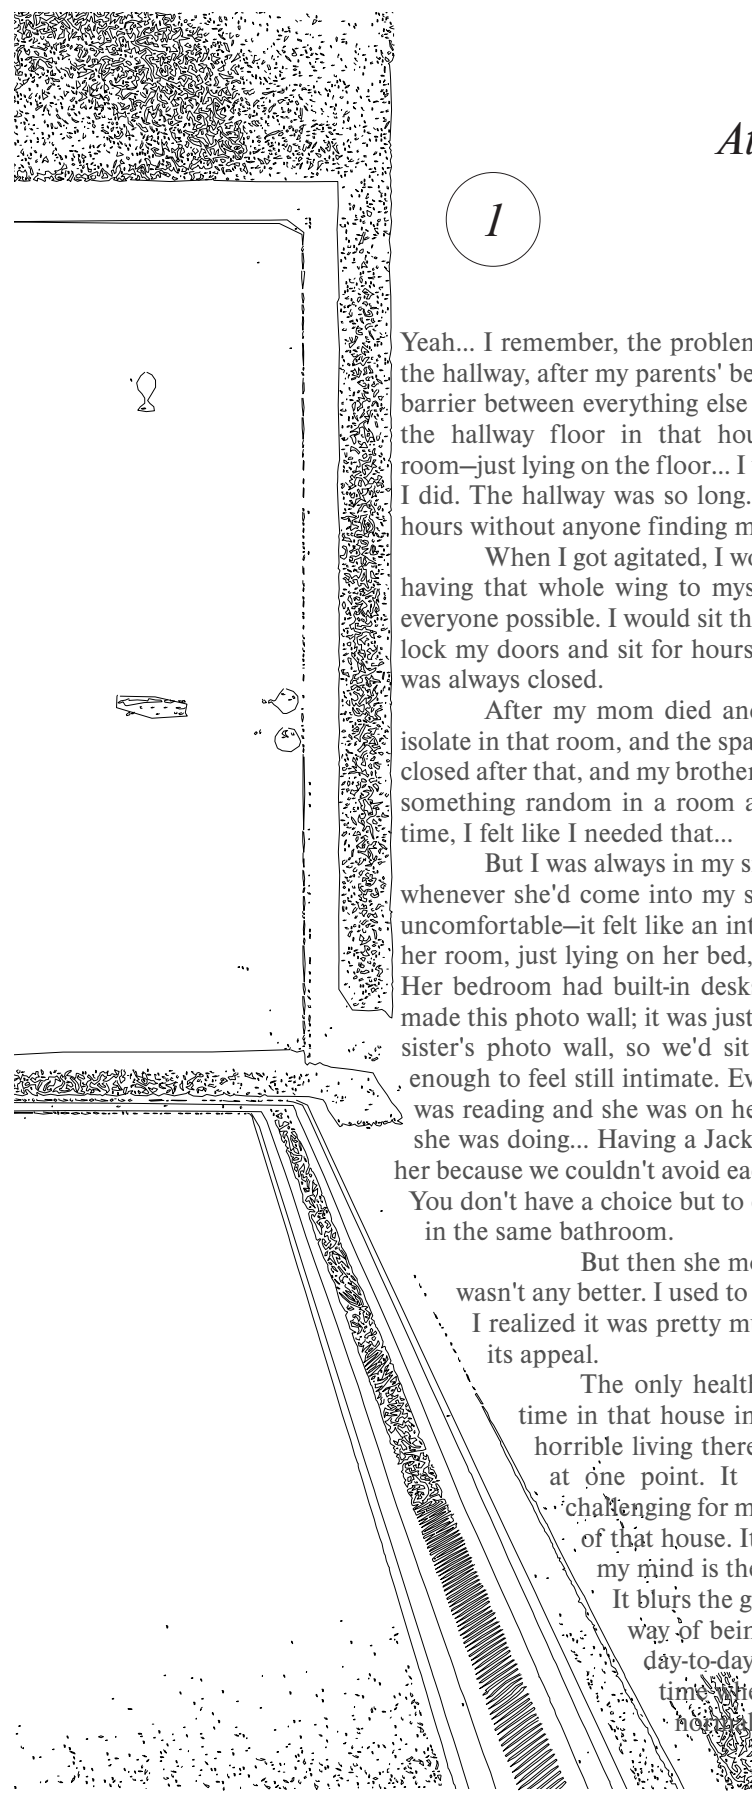 At
1
Yeah... I remember, the problem
the hallway, after my parents' be
barrier between everything else
the hallway floor in that hou
room—just lying on the floor... I
I did. The hallway was so long.
hours without anyone finding m
When I got agitated, I wo
having that whole wing to mys
everyone possible. I would sit th
lock my doors and sit for hours
was always closed.
After my mom died and
isolate in that room, and the spa
closed after that, and my brother
something random in a room a
time, I felt like I needed that...
But I was always in my s
whenever she'd come into my s
uncomfortable—it felt like an int
her room, just lying on her bed,
Her bedroom had built-in desk
made this photo wall; it was just
sister's photo wall, so we'd sit
enough to feel still intimate. Ev
was reading and she was on he
she was doing... Having a Jack
her because we couldn't avoid ea
You don't have a choice but to
in the same bathroom.
But then she mo
wasn't any better. I used to
I realized it was pretty mu
its appeal.
The only health
time in that house in
horrible living there
at one point. It
challenging for m
of that house. It
my mind is the
It blurs the g
way of bein
day-to-day
time whe
normal